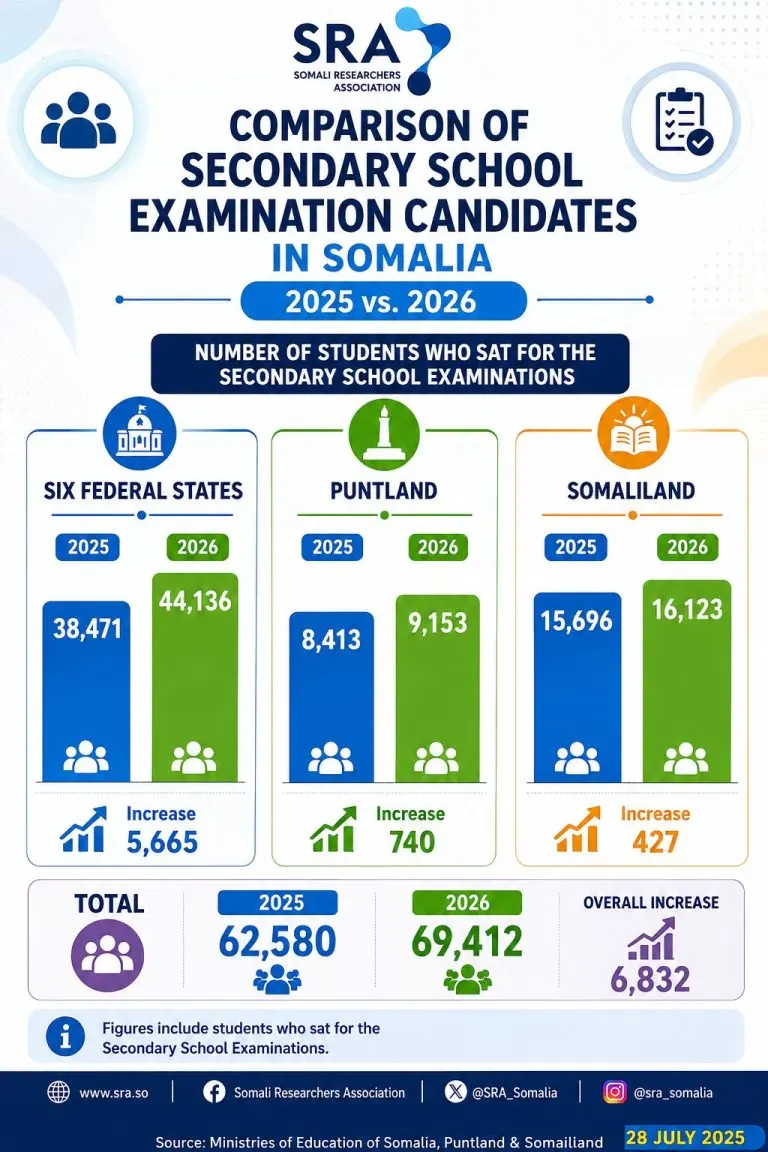 SRA
SOMALI RESEARCHERS
ASSOCIATION
COMPARISON OF
SECONDARY SCHOOL
EXAMINATION CANDIDATES
IN SOMALIA
2025 vs. 2026
NUMBER OF STUDENTS WHO SAT FOR THE
SECONDARY SCHOOL EXAMINATIONS
SIX FEDERAL STATES
2025 2026
38,471 44,136
Increase
5,665
PUNTLAND
2025 2026
8,413 9,153
Increase
740
SOMALILAND
2025 2026
15,696 16,123
Increase
427
TOTAL
2025
62,580
2026
69,412
OVERALL INCREASE
6,832
Figures include students who sat for the
Secondary School Examinations.
www.sra.so | Somali Researchers Association | @SRA_Somalia | @sra_somalia
Source: Ministries of Education of Somalia, Puntland & Somailiand
28 JULY 2025